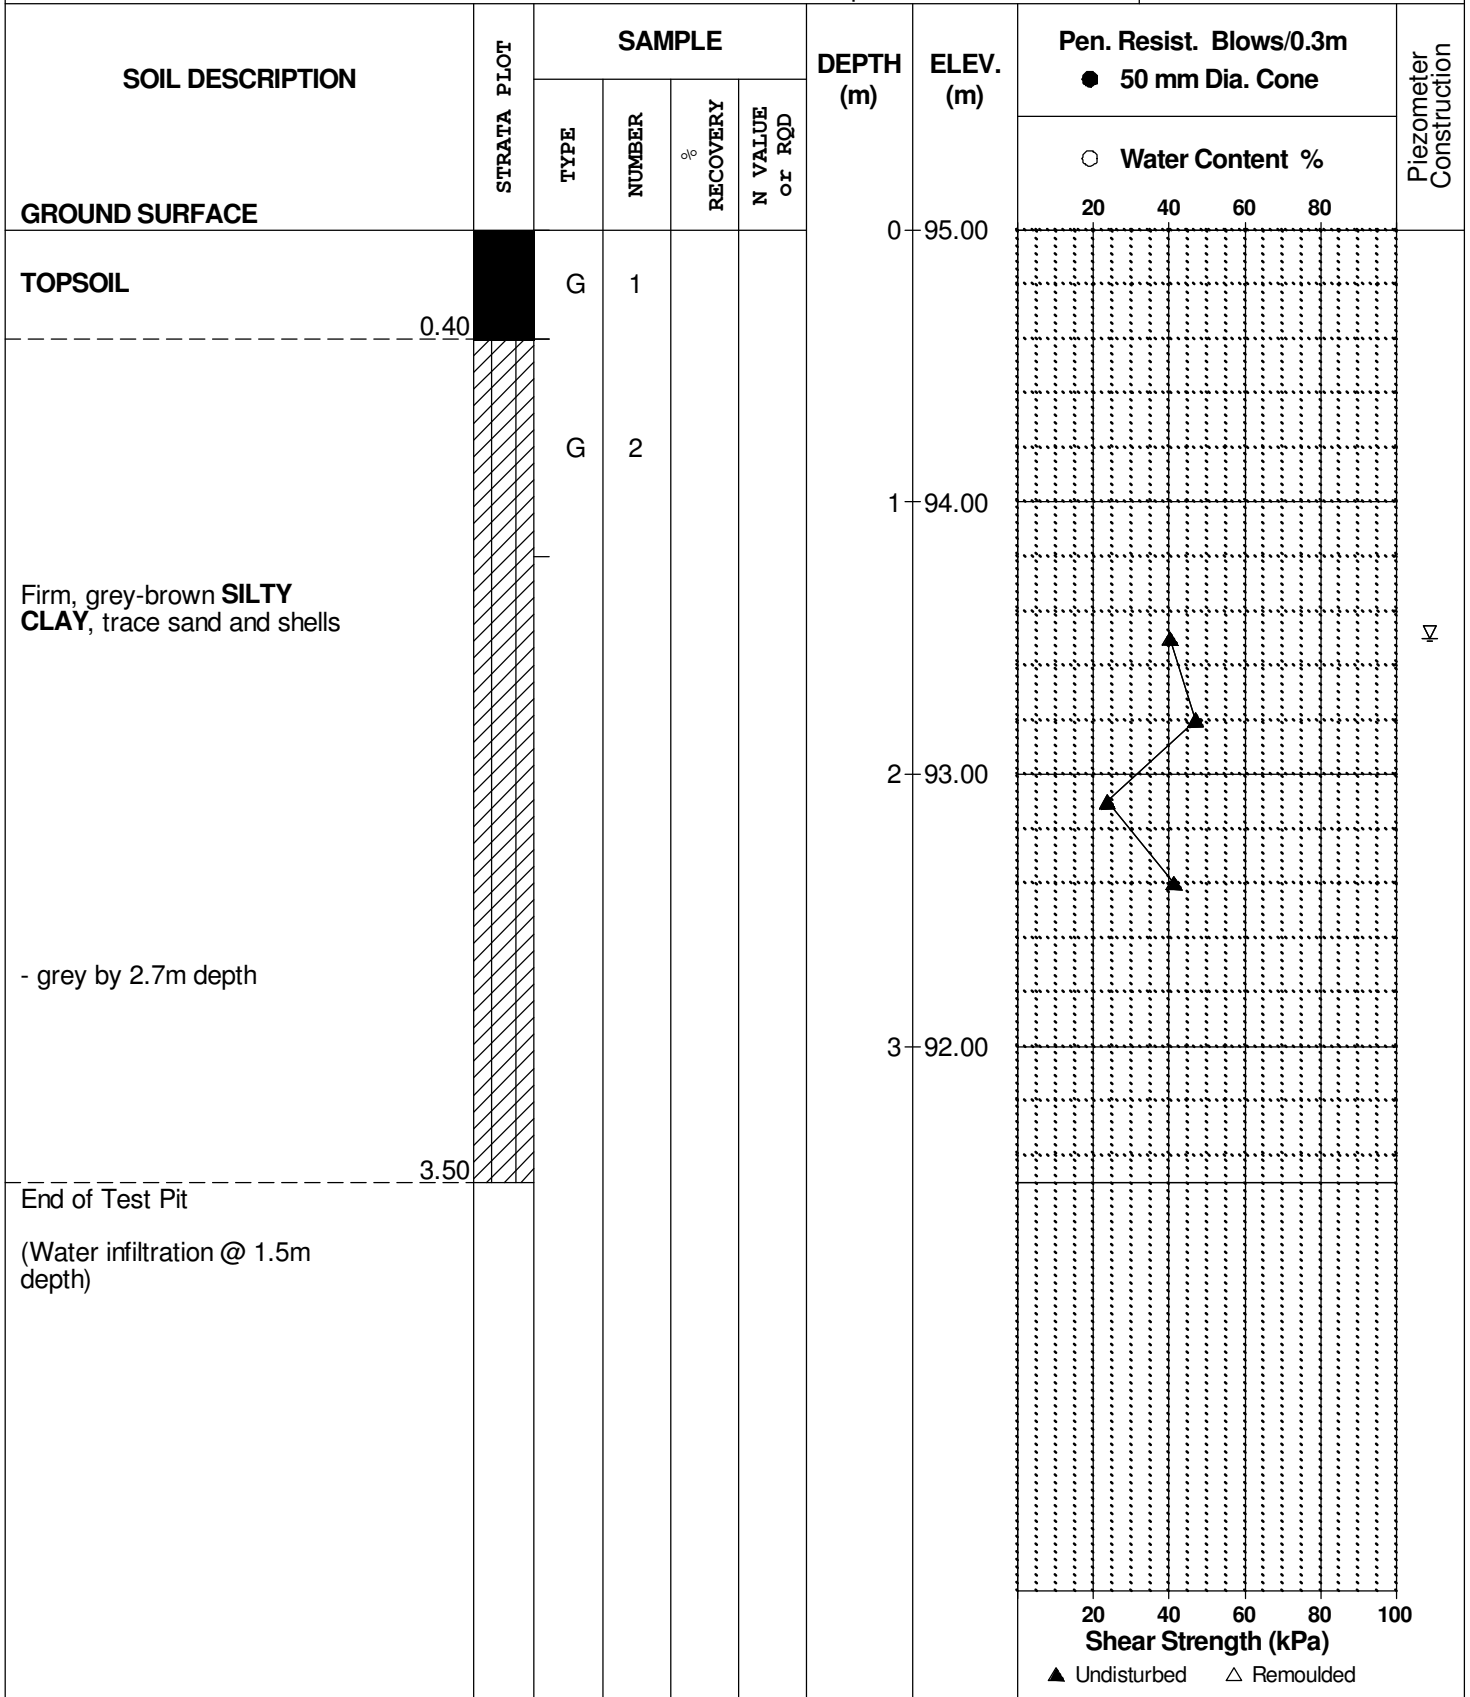 SOIL DESCRIPTION
GROUND SURFACE
STRATA PLOT
SAMPLE
TYPE
NUMBER
%
RECOVERY
N VALUE
or RQD
DEPTH
(m)
ELEV.
(m)
Pen. Resist. Blows/0.3m
● 50 mm Dia. Cone
○ Water Content %
20 40 60 80
Piezometer
Construction
0 95.00
TOPSOIL
G 1
0.40
G 2
1 94.00
Firm, grey-brown SILTY
CLAY, trace sand and shells
2 93.00
- grey by 2.7m depth
3 92.00
3.50
End of Test Pit
(Water infiltration @ 1.5m
depth)
20 40 60 80 100
Shear Strength (kPa)
▲ Undisturbed △ Remoulded